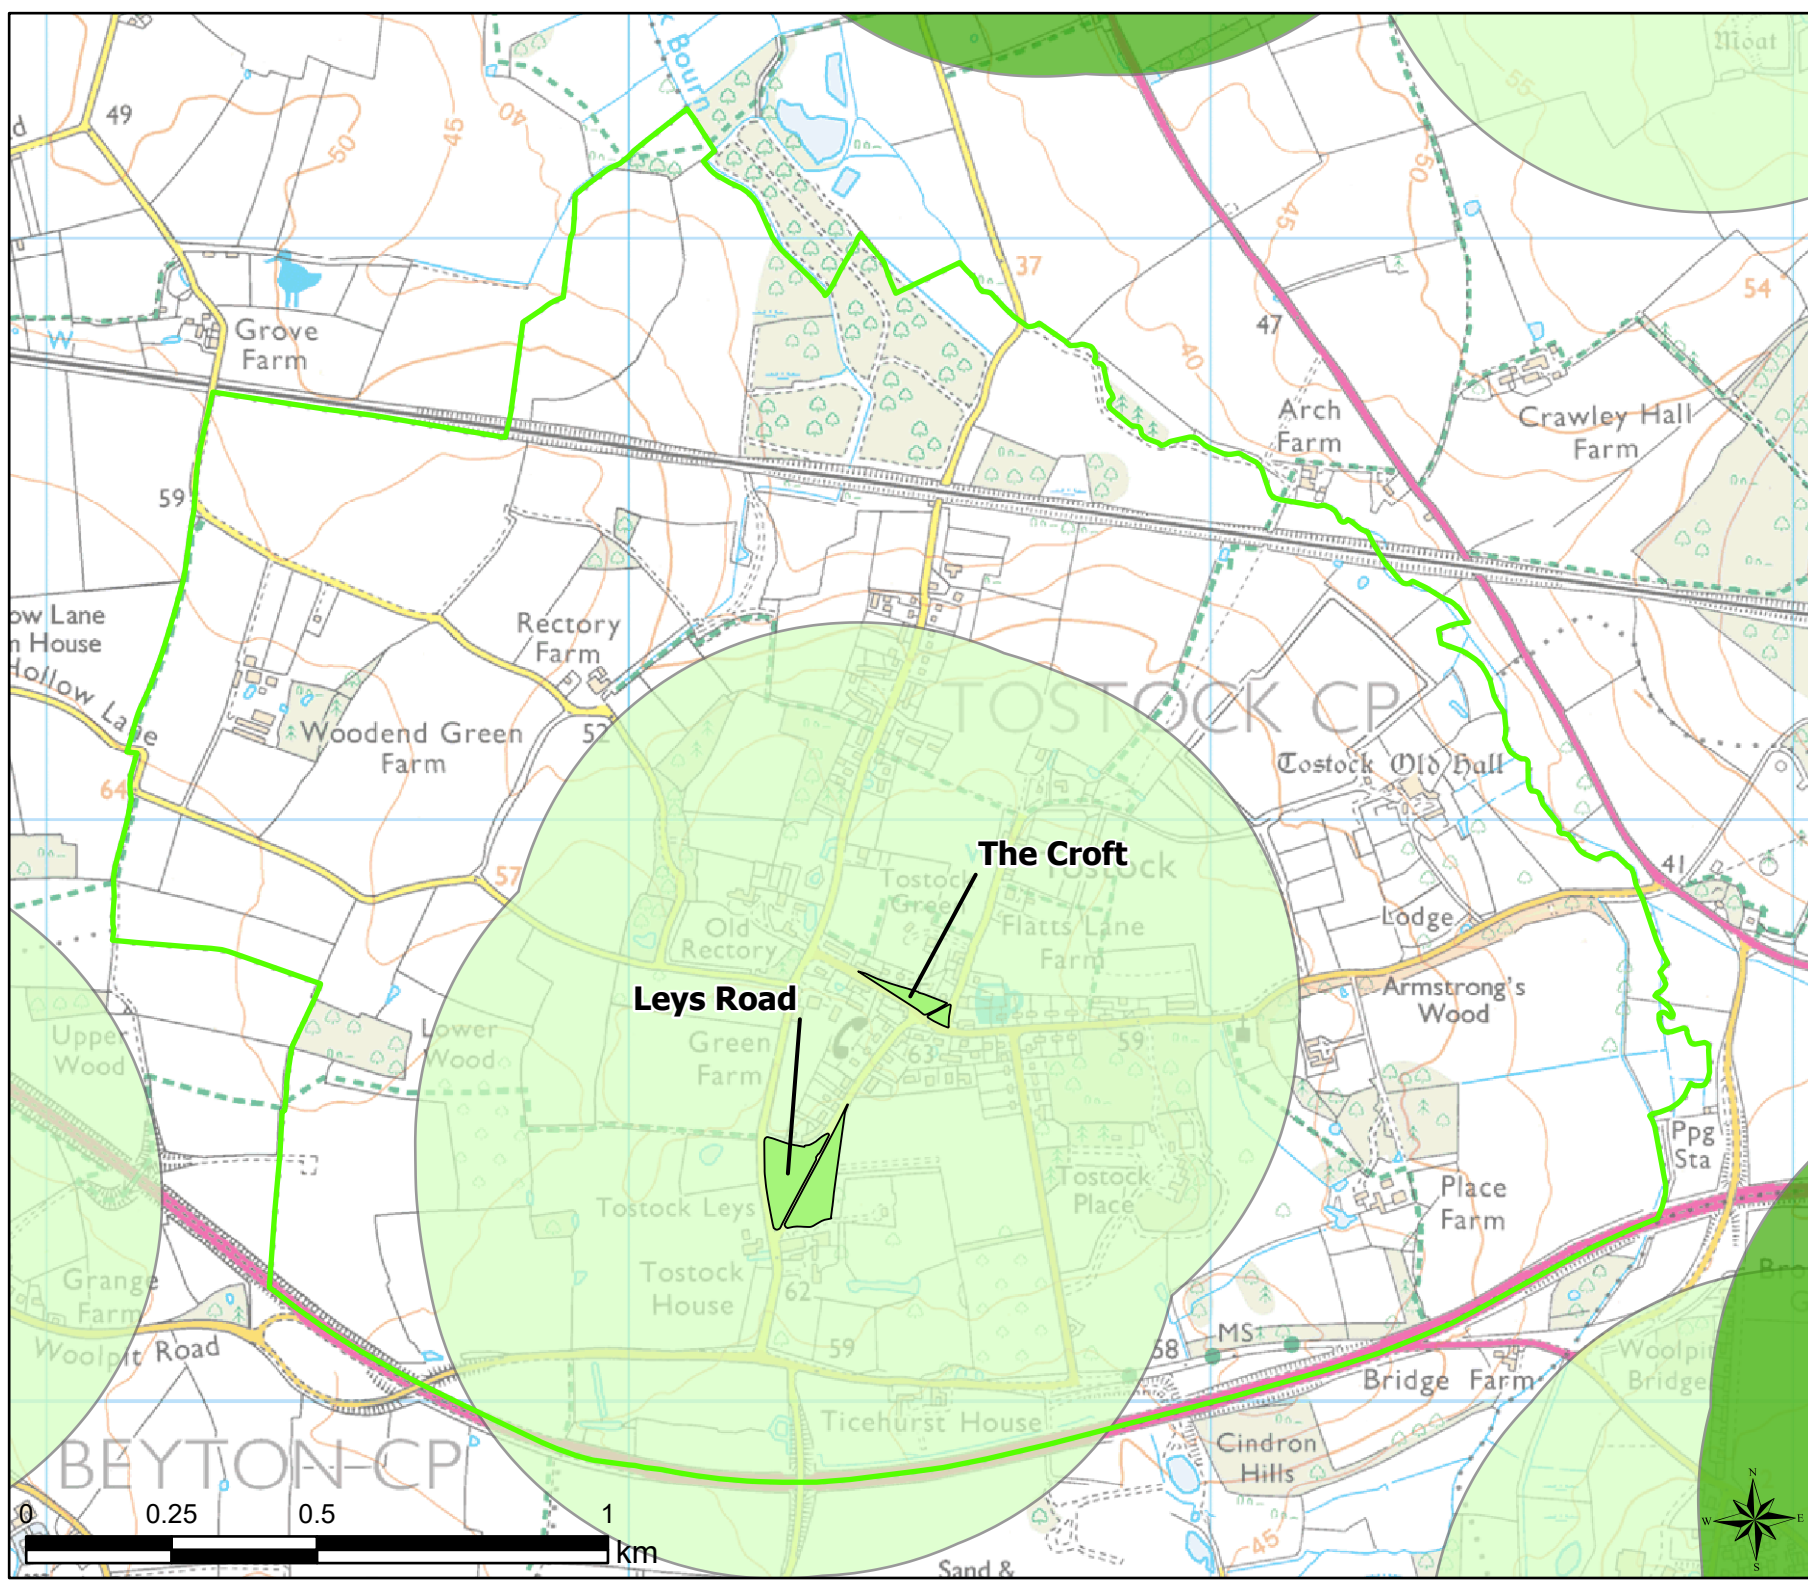 Bourn
Moat
49
50
45
40
55
50
45
37
54
47
40
W
Grove
Farm
Arch
Farm
Crawley Hall
Farm
59
ow Lane
n House
Hollow Lane
Rectory
Farm
TOSTOCK CP
Woodend Green
Farm
52
Tostock Old Hall
64
The Croft
Tostock
41
57
Tostock
Green
Old
Rectory
Flatts Lane
Farm
Lodge
Leys Road
Armstrong's
Wood
Upper
Wood
Lower
Wood
Green
Farm
63
59
Ppg
Sta
Tostock Leys
Tostock
Place
Place
Farm
Grange
Farm
Tostock
House
62
Woolpit Road
59
58
MS
Woolpit
Bridge
Bridge Farm
Ticehurst House
BEYTON CP
Cindron
Hills
0 0.25 0.5 1
km
45
Sand &
N
W
E
S